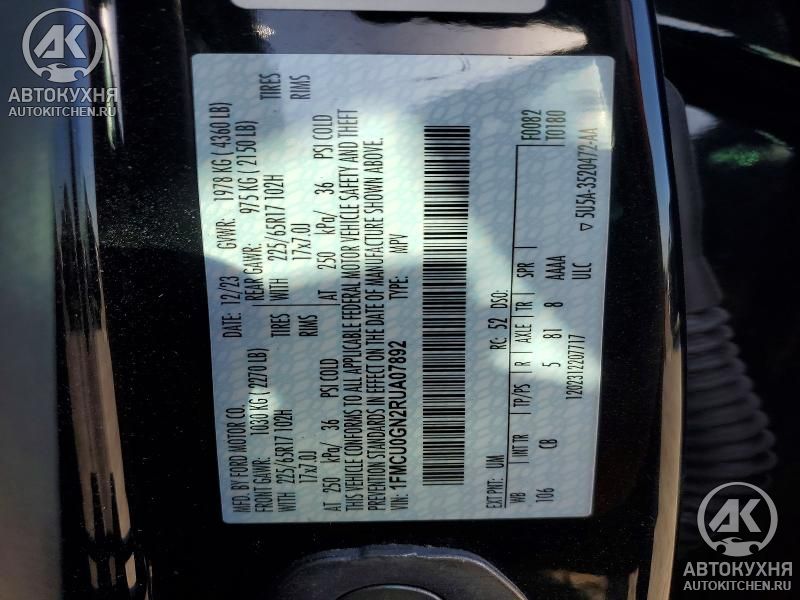 АК
АВТОКУХНЯ
AUTOKITCHEN.RU
MFD. BY FORD MOTOR CO.
DATE: 12/23 GVWR: 1978 KG ( 4360 LB)
FRONT GAWR: 1030 KG ( 2270 LB) REAR GAWR: 975 KG ( 2150 LB)
WITH 225/65R17 102H TIRES WITH 225/65R17 102H TIRES
17x7.0J RIMS 17x7.0J RIMS
AT 250 kPa/ 36 PSI COLD AT 250 kPa/ 36 PSI COLD
THIS VEHICLE CONFORMS TO ALL APPLICABLE FEDERAL MOTOR VEHICLE SAFETY AND THEFT
PREVENTION STANDARDS IN EFFECT ON THE DATE OF MANUFACTURE SHOWN ABOVE.
VIN: 1FMCU0GN2RUA07892 TYPE: MPV
F0082
EXT PNT: UM RC: 52 DSO: T0180
WB INT TR TP/PS R AXLE TR SPR
106 CB 5 81 8 AAAA
1202312207717 ULC
▽ 5U5A-3520472-AA
АК
АВТОКУХНЯ
AUTOKITCHEN.RU